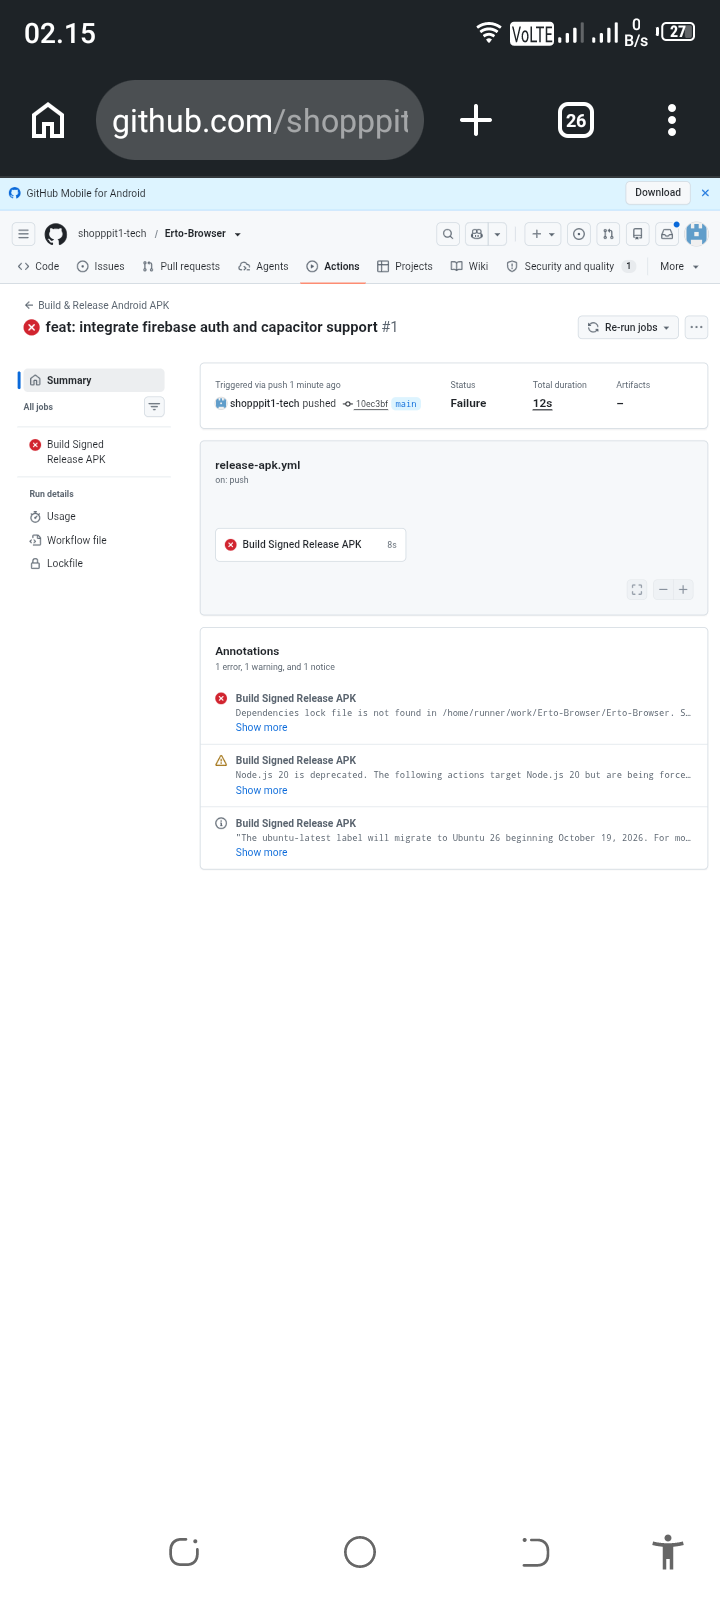 02.15
VoLTE
0 B/s
27
github.com/shopppit
26
GitHub Mobile for Android
Download
shopppit1-tech / Erto-Browser
Code
Issues
Pull requests
Agents
Actions
Projects
Wiki
Security and quality 1
More
Build & Release Android APK
feat: integrate firebase auth and capacitor support #1
Re-run jobs
Summary
All jobs
Build Signed
Release APK
Run details
Usage
Workflow file
Lockfile
Triggered via push 1 minute ago
shopppit1-tech pushed 10ec3bf main
Status
Failure
Total duration
12s
Artifacts
–
release-apk.yml
on: push
Build Signed Release APK 8s
Annotations
1 error, 1 warning, and 1 notice
Build Signed Release APK
Dependencies lock file is not found in /home/runner/work/Erto-Browser/Erto-Browser. S…
Show more
Build Signed Release APK
Node.js 20 is deprecated. The following actions target Node.js 20 but are being force…
Show more
Build Signed Release APK
"The ubuntu-latest label will migrate to Ubuntu 26 beginning October 19, 2026. For mo…
Show more